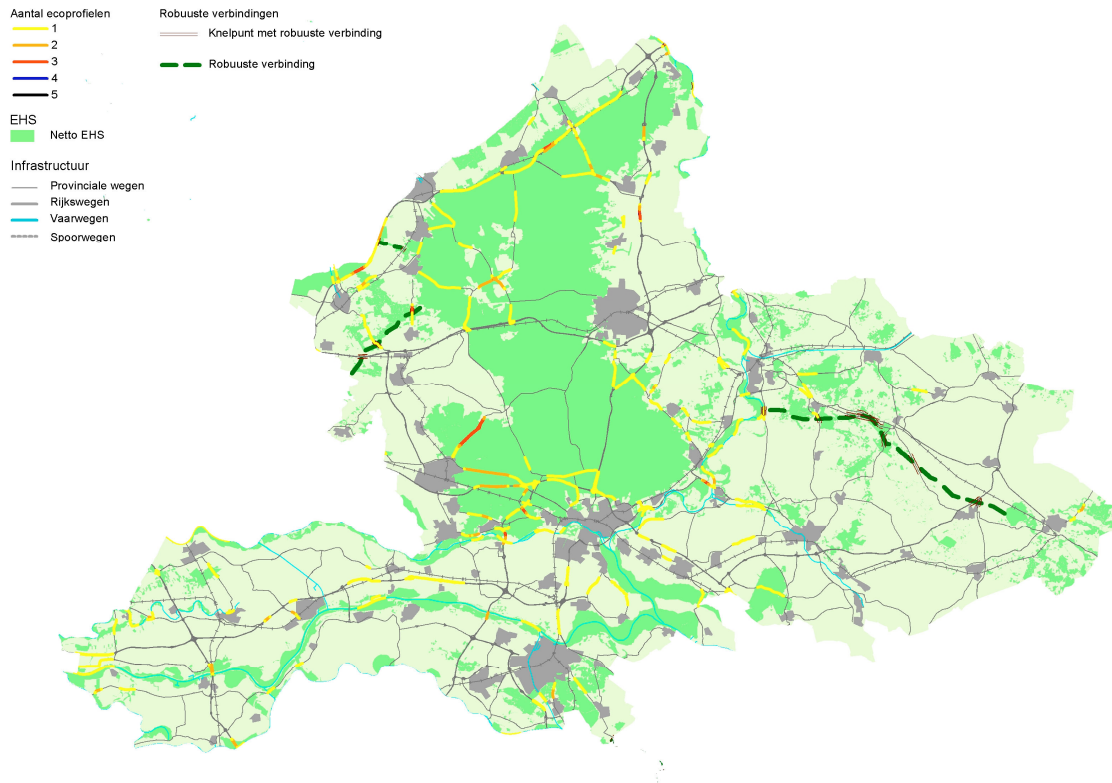 Aantal ecoprofielen
1
2
3
4
5
EHS
Netto EHS
Infrastructuur
Provinciale wegen
Rijkswegen
Vaarwegen
Spoorwegen
Robuuste verbindingen
Knelpunt met robuuste verbinding
Robuuste verbinding